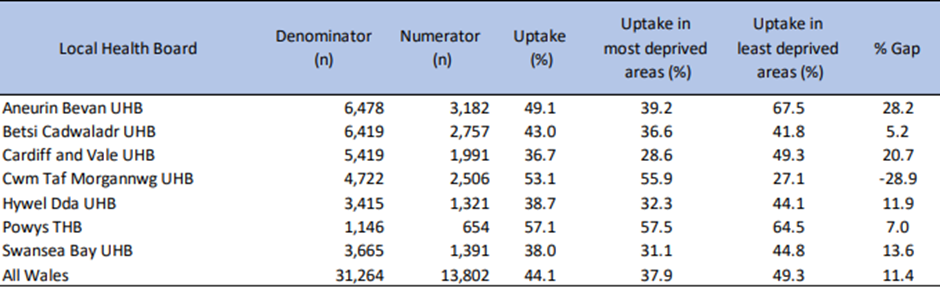 Local Health Board Denominator (n) Numerator (n) Uptake (%) Uptake in most deprived areas (%) Uptake in least deprived areas (%) % Gap
Aneurin Bevan UHB 6,478 3,182 49.1 39.2 67.5 28.2
Betsi Cadwaladr UHB 6,419 2,757 43.0 36.6 41.8 5.2
Cardiff and Vale UHB 5,419 1,991 36.7 28.6 49.3 20.7
Cwm Taf Morgannwg UHB 4,722 2,506 53.1 55.9 27.1 -28.9
Hywel Dda UHB 3,415 1,321 38.7 32.3 44.1 11.9
Powys THB 1,146 654 57.1 57.5 64.5 7.0
Swansea Bay UHB 3,665 1,391 38.0 31.1 44.8 13.6
All Wales 31,264 13,802 44.1 37.9 49.3 11.4